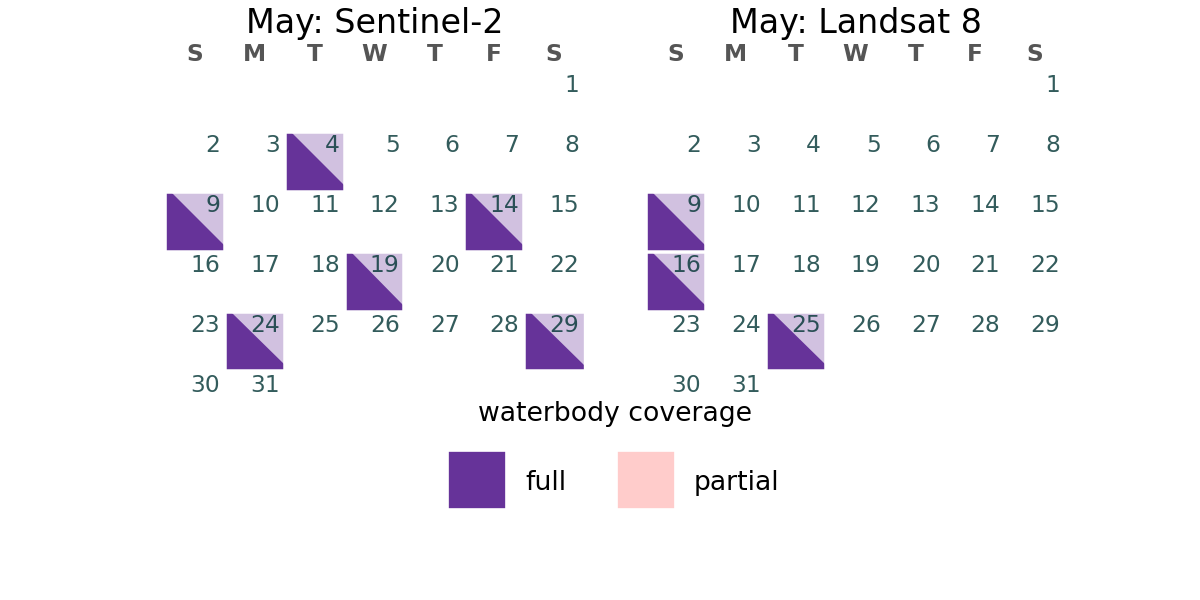 May: Sentinel-2
S M T W T F S
1
2 3 4 5 6 7 8
9 10 11 12 13 14 15
16 17 18 19 20 21 22
23 24 25 26 27 28 29
30 31
May: Landsat 8
S M T W T F S
1
2 3 4 5 6 7 8
9 10 11 12 13 14 15
16 17 18 19 20 21 22
23 24 25 26 27 28 29
30 31
waterbody coverage
full
partial